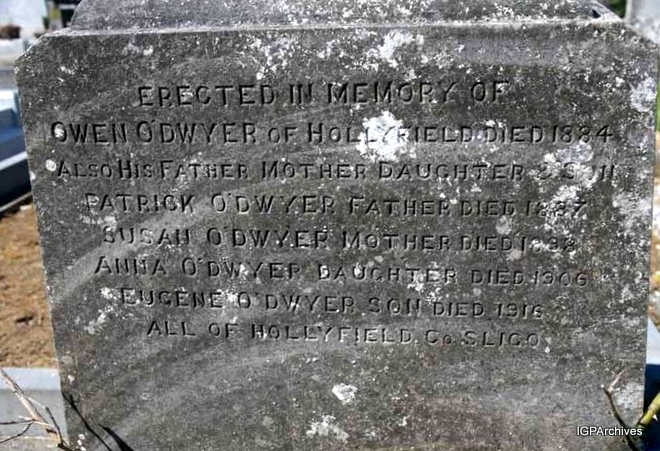 ERECTED IN MEMORY OF
OWEN O'DWYER OF HOLLYFIELD DIED 1884
ALSO HIS FATHER MOTHER DAUGHTER & SON
PATRICK O'DWYER FATHER DIED 1887
SUSAN O'DWYER MOTHER DIED
ANNA O'DWYER DAUGHTER DIED 1906
EUGENE O'DWYER SON DIED 1916
ALL OF HOLLYFIELD Co SLIGO
IGPArchives